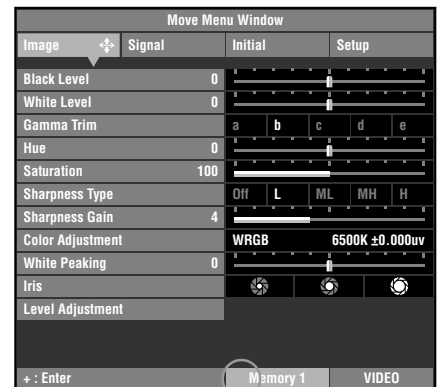 Move Menu Window
Image Signal Initial Setup
Black Level 0
White Level 0
Gamma Trim a b c d e
Hue 0
Saturation 100
Sharpness Type Off L ML MH H
Sharpness Gain 4
Color Adjustment WRGB 6500K ±0.000uv
White Peaking 0
Iris
Level Adjustment
+ : Enter Memory 1 VIDEO